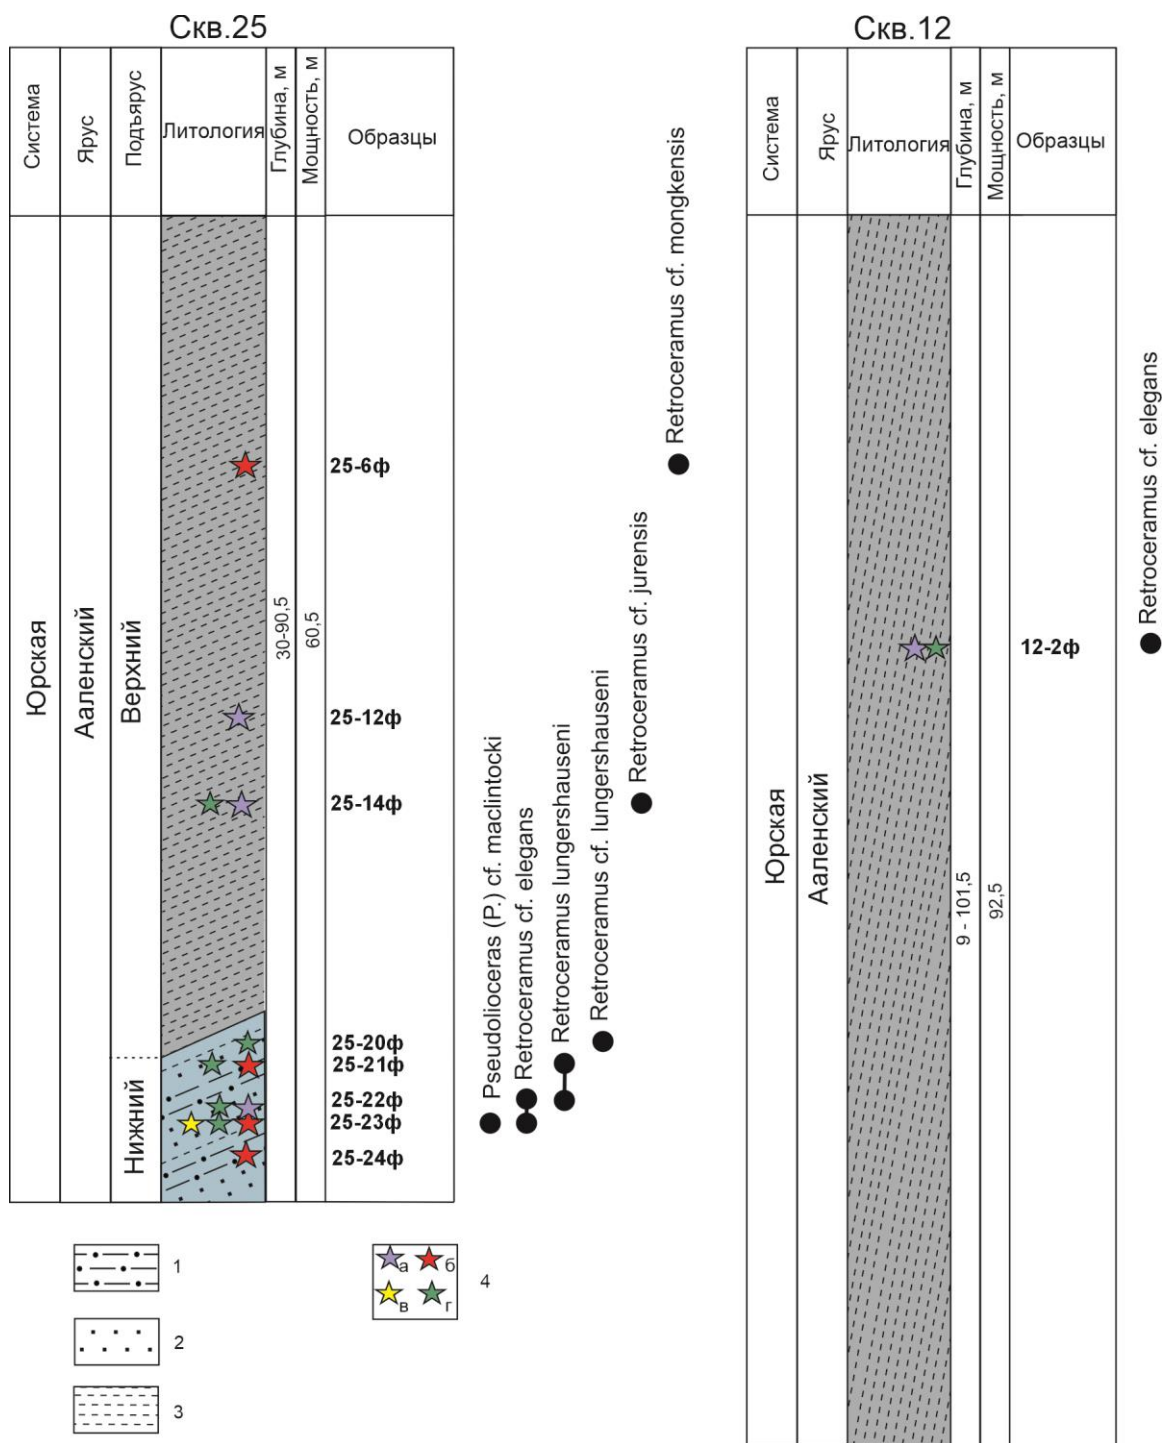 Скв.25
Система
Ярус
Подъярус
Литология
Глубина, м
Мощность, м
Образцы
Юрская
Ааленский
Верхний
Нижний
30-90,5
60,5
25-6ф
25-12ф
25-14ф
25-20ф
25-21ф
25-22ф
25-23ф
25-24ф
Pseudolioceras (P.) cf. maclintocki
Retroceramus cf. elegans
Retroceramus lungershauseni
Retroceramus cf. lungershauseni
Retroceramus cf. jurensis
Retroceramus cf. mongkensis
1
2
3
а
б
в
г
4
Скв.12
Система
Ярус
Литология
Глубина, м
Мощность, м
Образцы
Юрская
Ааленский
9 - 101,5
92,5
12-2ф
Retroceramus cf. elegans